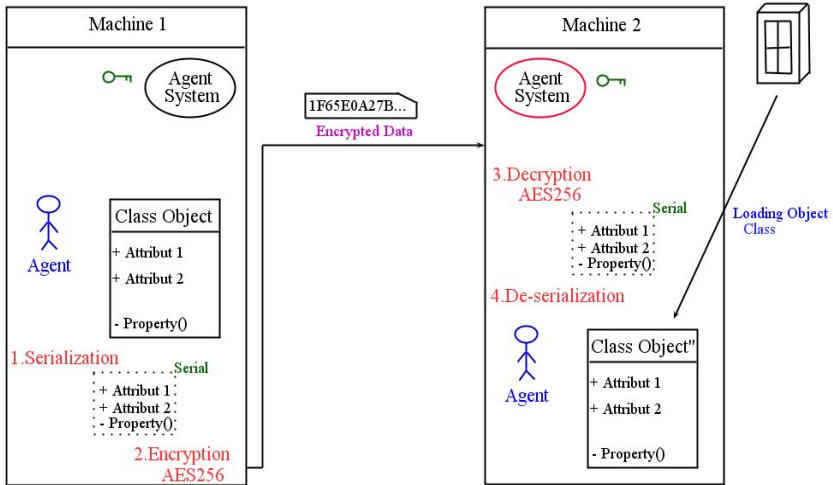 Machine 1
Agent
System
Agent
Class Object
+ Attribut 1
+ Attribut 2
- Property()
1.Serialization
Serial
+ Attribut 1
+ Attribut 2
- Property()
2.Encryption
AES256
1F65E0A27B...
Encrypted Data
Machine 2
Agent
System
3.Decryption
AES256
Serial
+ Attribut 1
+ Attribut 2
- Property()
4.De-serialization
Agent
Class Object"
+ Attribut 1
+ Attribut 2
- Property()
Loading Object
Class